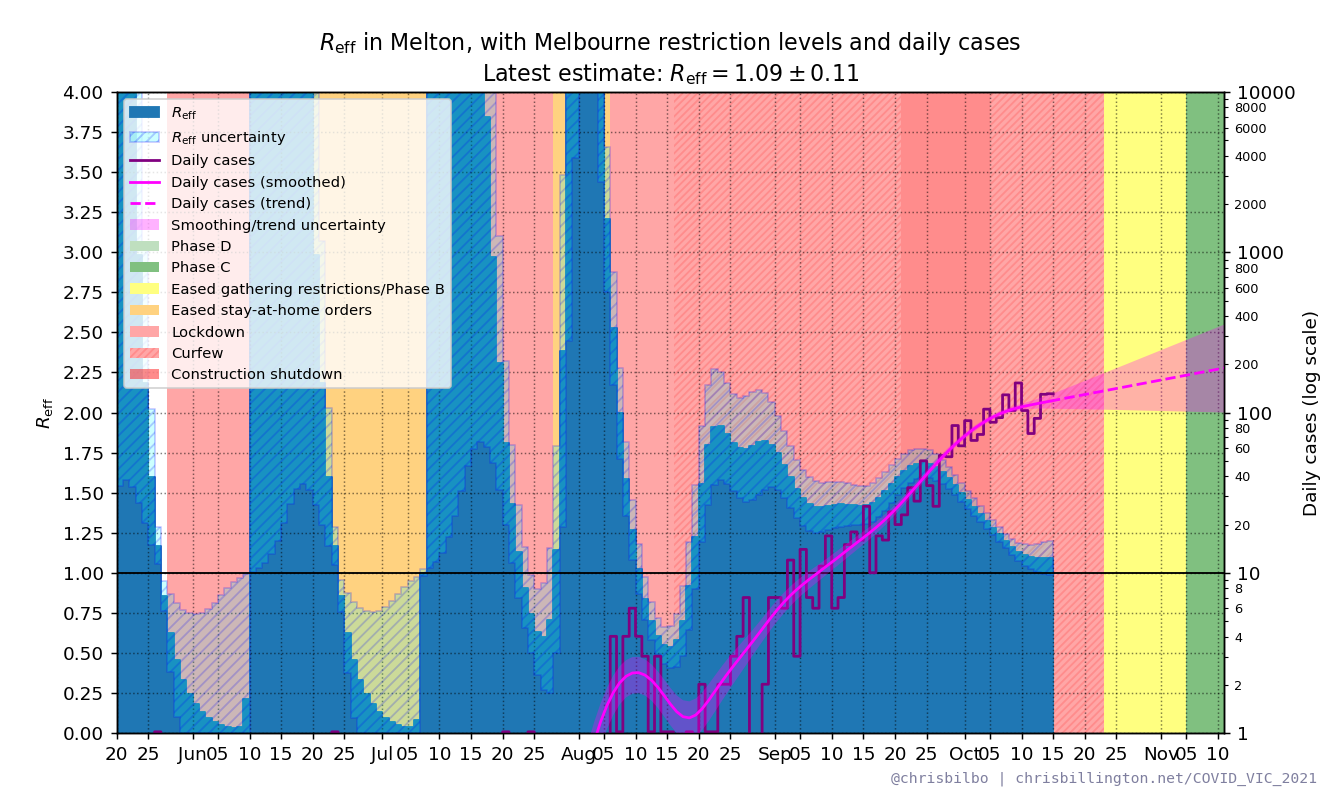 Reff in Melton, with Melbourne restriction levels and daily cases
Latest estimate: Reff = 1.09 ± 0.11
4.00
3.75
3.50
3.25
3.00
2.75
2.50
2.25
2.00
1.75
1.50
1.25
1.00
0.75
0.50
0.25
0.00
Reff
Reff
Reff uncertainty
Daily cases
Daily cases (smoothed)
Daily cases (trend)
Smoothing/trend uncertainty
Phase D
Phase C
Eased gathering restrictions/Phase B
Eased stay-at-home orders
Lockdown
Curfew
Construction shutdown
10000
8000
6000
4000
2000
1000
800
600
400
200
100
80
60
40
20
10
8
6
4
2
1
Daily cases (log scale)
20 25 Jun 05 10 15 20 25 Jul 05 10 15 20 25 Aug 05 10 15 20 25 Sep 05 10 15 20 25 Oct 05 10 15 20 25 Nov 05 10
@chrisbilbo | chrisbillington.net/COVID_VIC_2021